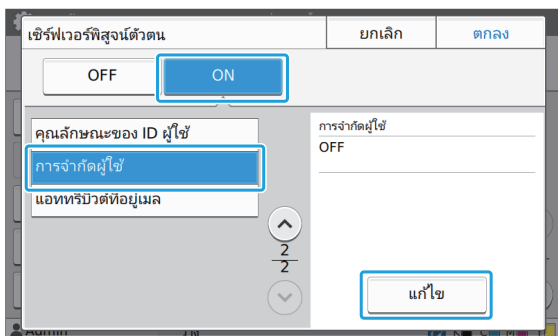 เซิร์ฟเวอร์พิสูจน์ตัวตน
ยกเลิก
ตกลง
OFF
ON
คุณลักษณะของ ID ผู้ใช้
การจำกัดผู้ใช้
แอททริบิวต์ที่อยู่เมล
2
2
การจำกัดผู้ใช้
OFF
แก้ไข
Admin